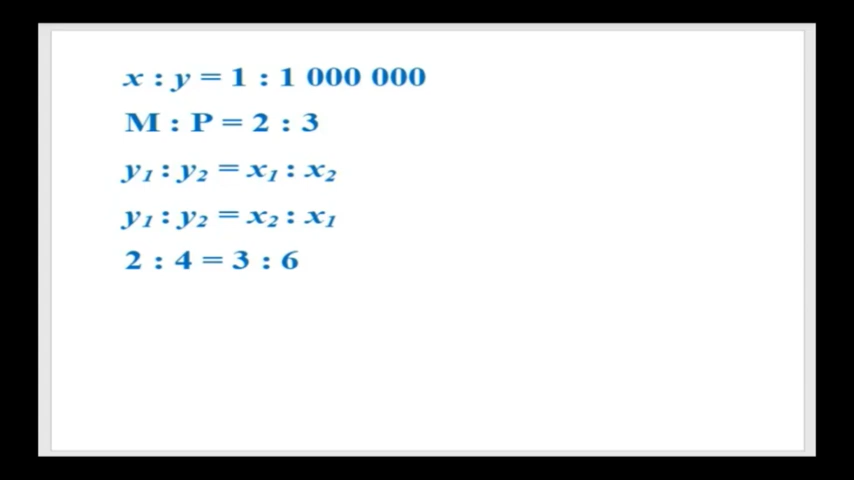 x : y = 1 : 1 000 000
M : P = 2 : 3
y₁ : y₂ = x₁ : x₂
y₁ : y₂ = x₂ : x₁
2 : 4 = 3 : 6